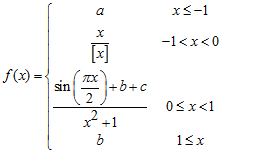 f(x) = { a x ≤ -1
x/[x] -1 < x < 0
(sin(πx/2) + b + c)/(x² + 1) 0 ≤ x < 1
b 1 ≤ x